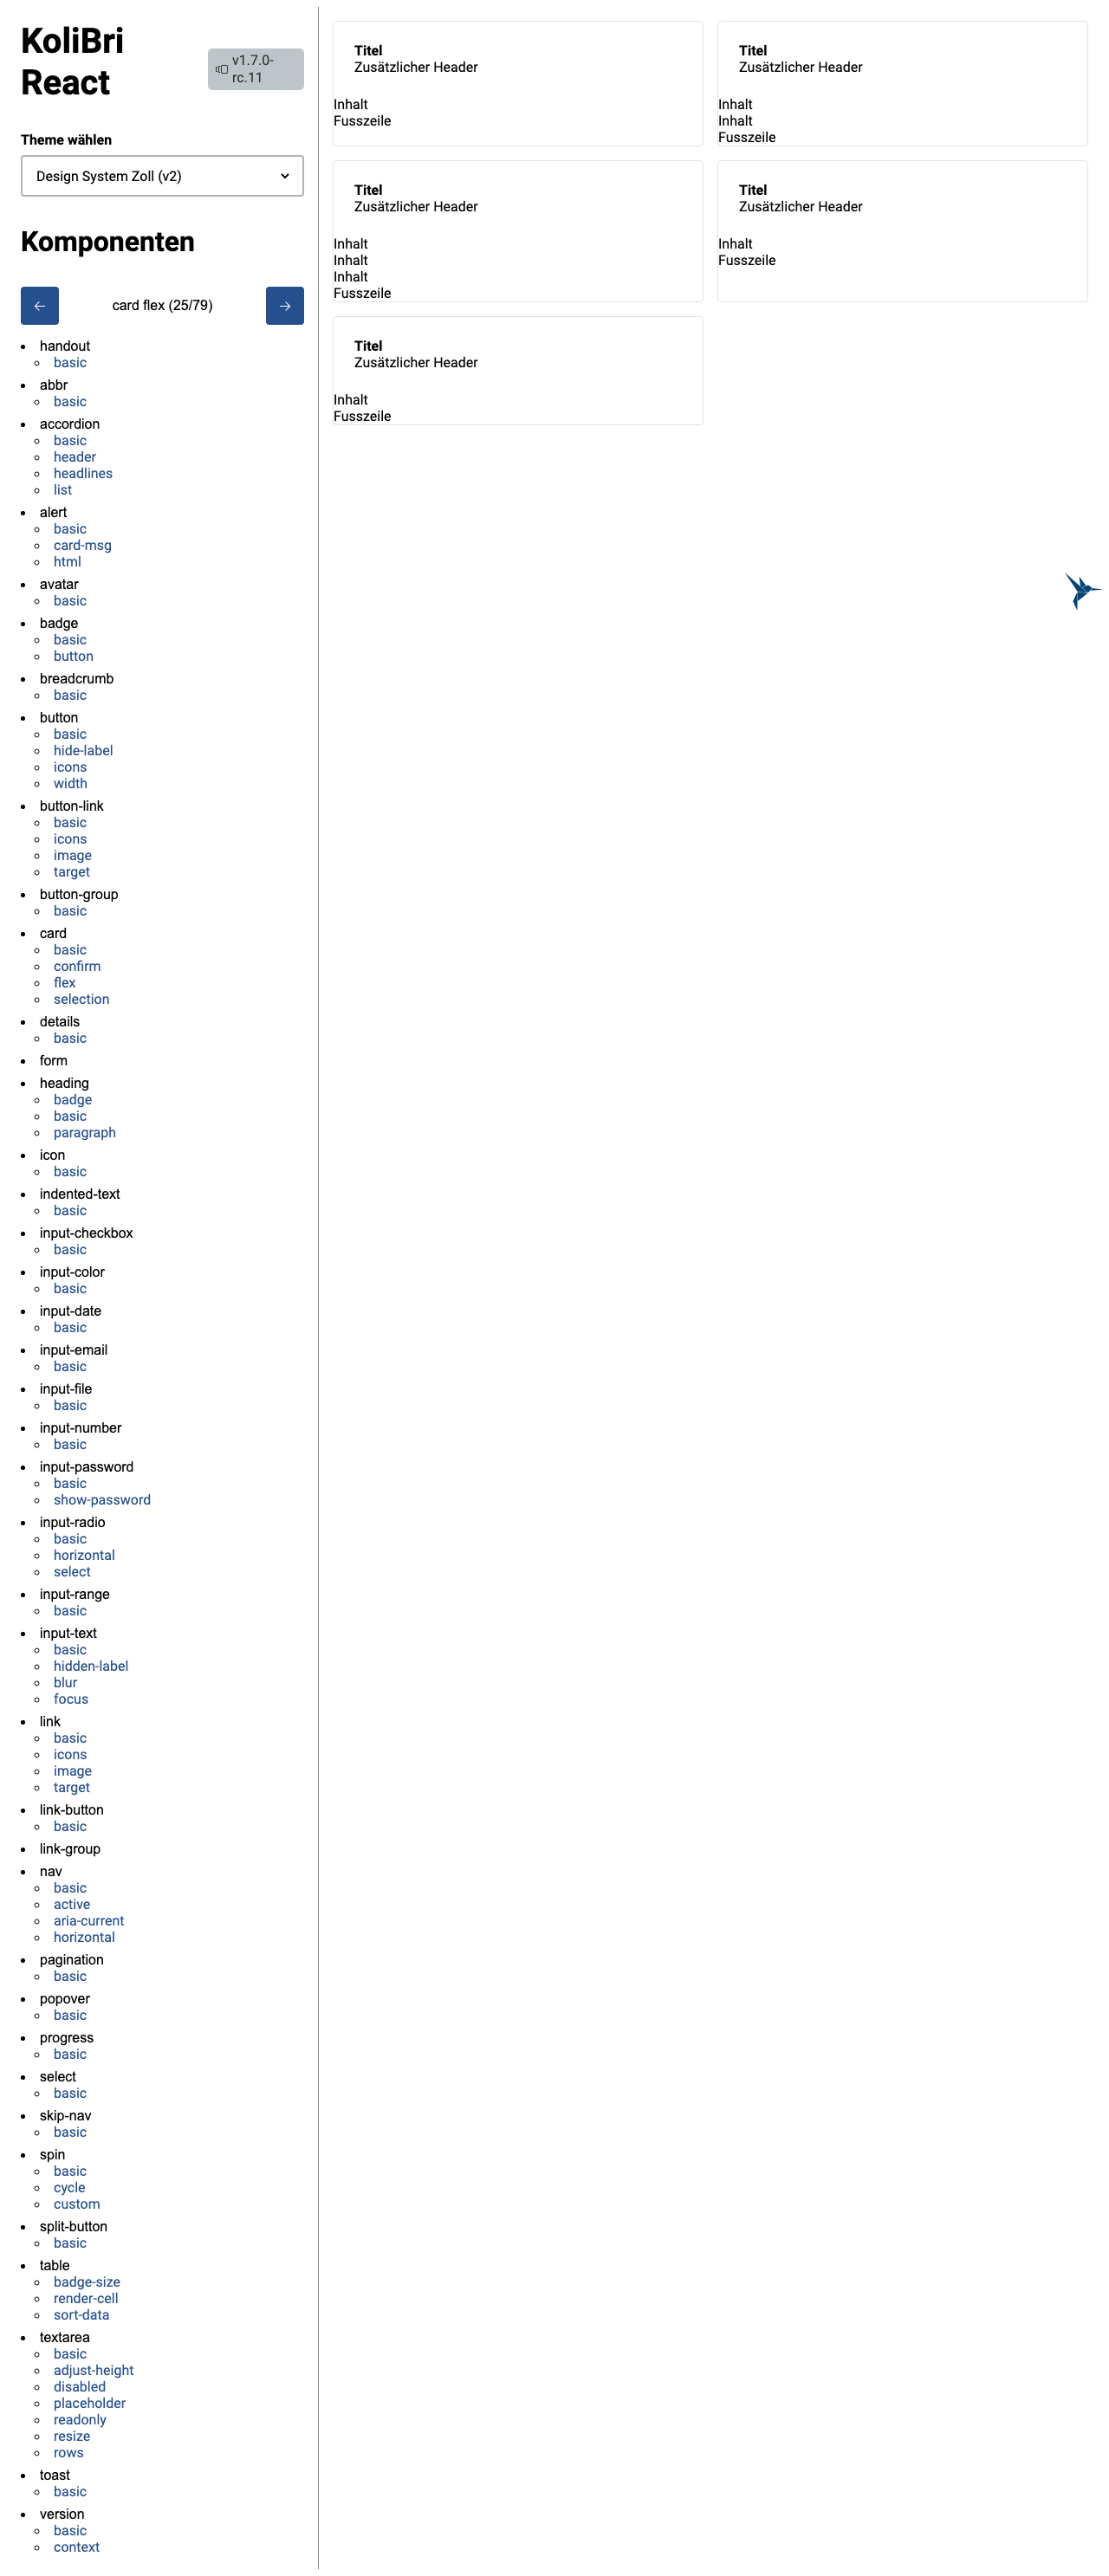 KoliBri
React
v1.7.0-
rc.11
Theme wählen
Design System Zoll (v2)
Komponenten
card flex (25/79)
handout
basic
abbr
basic
accordion
basic
header
headlines
list
alert
basic
card-msg
html
avatar
basic
badge
basic
button
breadcrumb
basic
button
basic
hide-label
icons
width
button-link
basic
icons
image
target
button-group
basic
card
basic
confirm
flex
selection
details
basic
form
heading
badge
basic
paragraph
icon
basic
indented-text
basic
input-checkbox
basic
input-color
basic
input-date
basic
input-email
basic
input-file
basic
input-number
basic
input-password
basic
show-password
input-radio
basic
horizontal
select
input-range
basic
input-text
basic
hidden-label
blur
focus
link
basic
icons
image
target
link-button
basic
link-group
nav
basic
active
aria-current
horizontal
pagination
basic
popover
basic
progress
basic
select
basic
skip-nav
basic
spin
basic
cycle
custom
split-button
basic
table
badge-size
render-cell
sort-data
textarea
basic
adjust-height
disabled
placeholder
readonly
resize
rows
toast
basic
version
basic
context
Titel
Zusätzlicher Header
Inhalt
Fusszeile
Titel
Zusätzlicher Header
Inhalt
Inhalt
Fusszeile
Titel
Zusätzlicher Header
Inhalt
Inhalt
Inhalt
Fusszeile
Titel
Zusätzlicher Header
Inhalt
Fusszeile
Titel
Zusätzlicher Header
Inhalt
Fusszeile